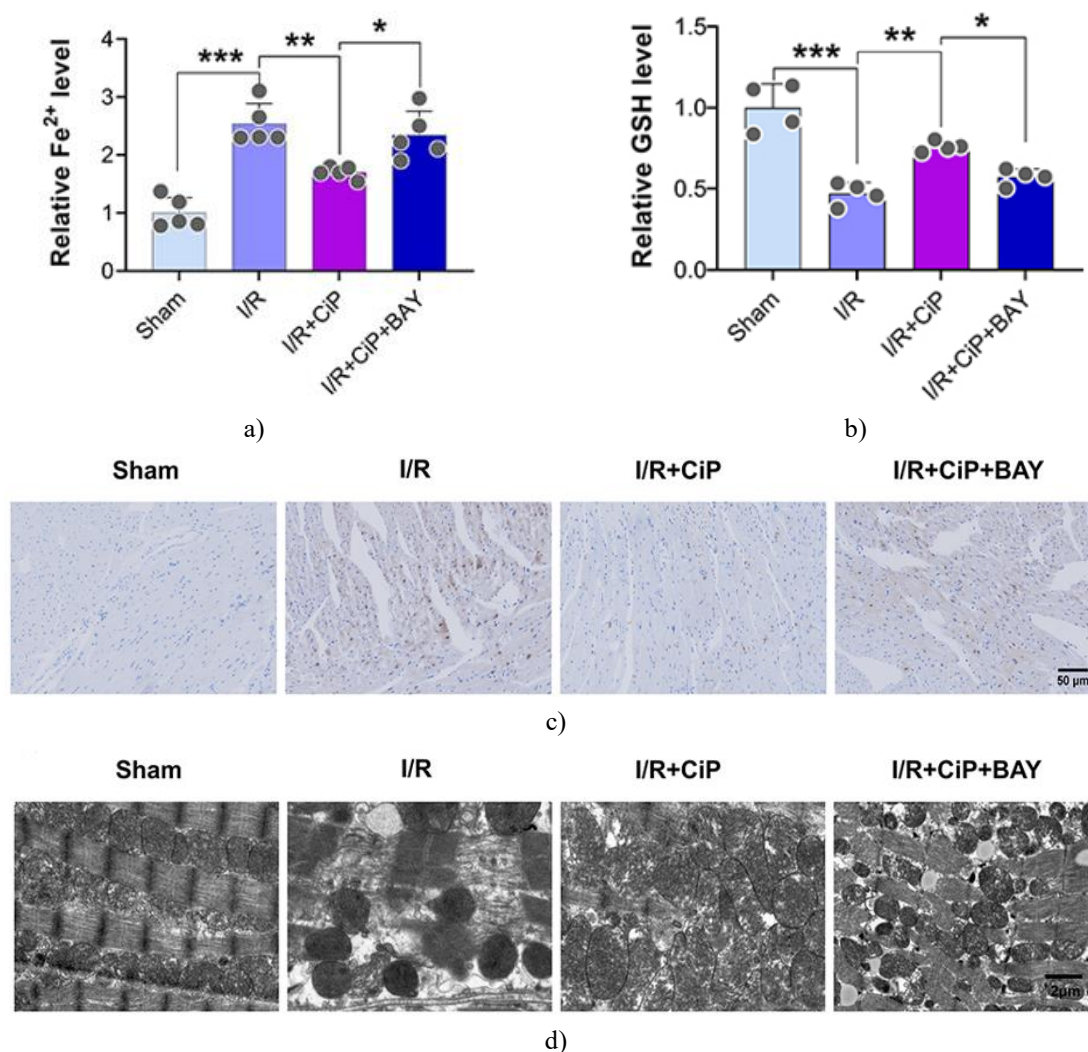 *** ** *
Relative Fe²⁺ level
4
3
2
1
0
Sham
I/R
I/R+CiP
I/R+CiP+BAY
a)
*** ** *
Relative GSH level
1.5
1.0
0.5
0.0
Sham
I/R
I/R+CiP
I/R+CiP+BAY
b)
Sham I/R I/R+CiP I/R+CiP+BAY
50 µm
c)
Sham I/R I/R+CiP I/R+CiP+BAY
2µm
d)